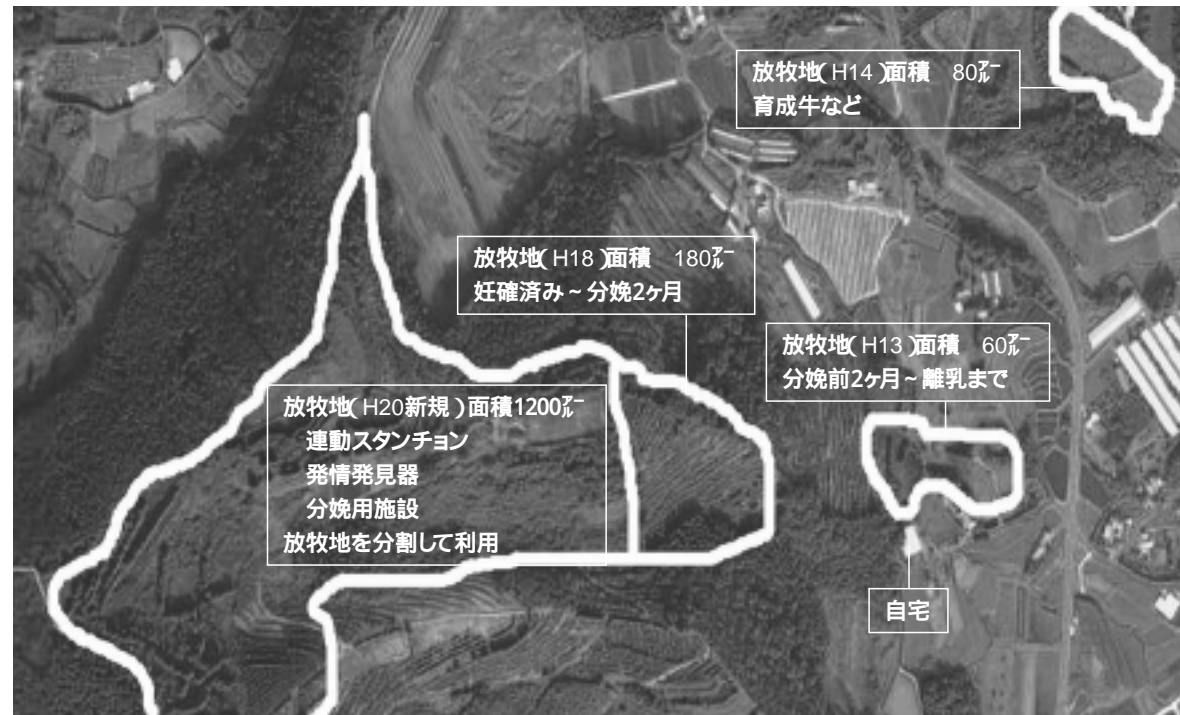 放牧地(H14)面積　80㌃
育成牛など
放牧地(H18)面積　180㌃
妊確済み~分娩2ヶ月
放牧地(H13)面積　60㌃
分娩前2ヶ月~離乳まで
放牧地(H20新規)面積1200㌃
連動スタンチョン
発情発見器
分娩用施設
放牧地を分割して利用
自宅